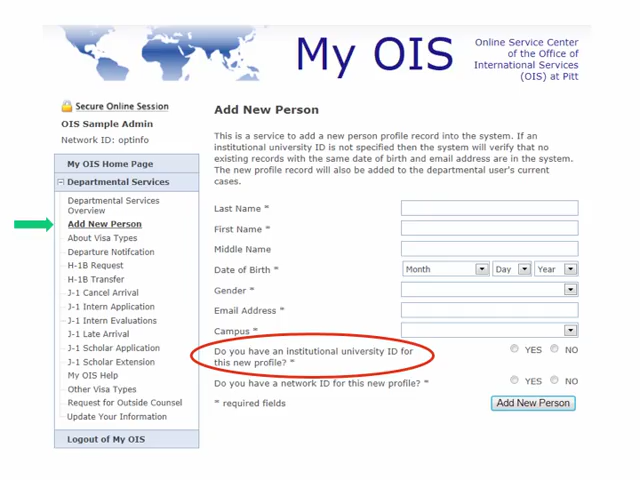 My OIS
Online Service Center
of the Office of
International Services
(OIS) at Pitt
Secure Online Session
OIS Sample Admin
Network ID: optinfo
My OIS Home Page
Departmental Services
Departmental Services
Overview
Add New Person
About Visa Types
Departure Notifcation
H-1B Request
H-1B Transfer
J-1 Cancel Arrival
J-1 Intern Application
J-1 Intern Evaluations
J-1 Late Arrival
J-1 Scholar Application
J-1 Scholar Extension
My OIS Help
Other Visa Types
Request for Outside Counsel
Update Your Information
Logout of My OIS
Add New Person
This is a service to add a new person profile record into the system. If an
institutional university ID is not specified then the system will verify that no
existing records with the same date of birth and email address are in the system.
The new profile record will also be added to the departmental user's current
cases.
Last Name *
First Name *
Middle Name
Date of Birth * Month Day Year
Gender *
Email Address *
Campus *
Do you have an institutional university ID for
this new profile? * YES NO
Do you have a network ID for this new profile? * YES NO
* required fields Add New Person